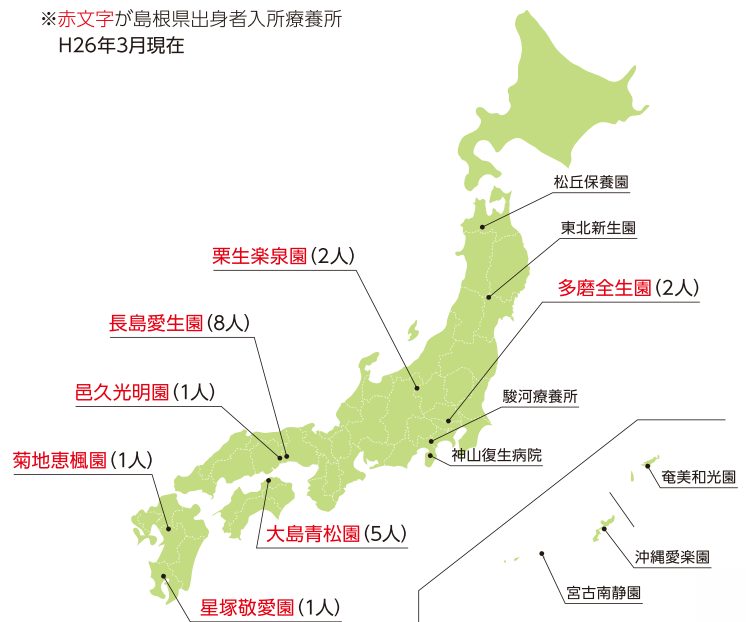 ※赤文字が島根県出身者入所療養所
H26年3月現在
松丘保養園
東北新生園
栗生楽泉園(2人)
多磨全生園(2人)
長島愛生園(8人)
邑久光明園(1人)
駿河療養所
神山復生病院
菊地恵楓園(1人)
奄美和光園
大島青松園(5人)
沖縄愛楽園
宮古南静園
星塚敬愛園(1人)